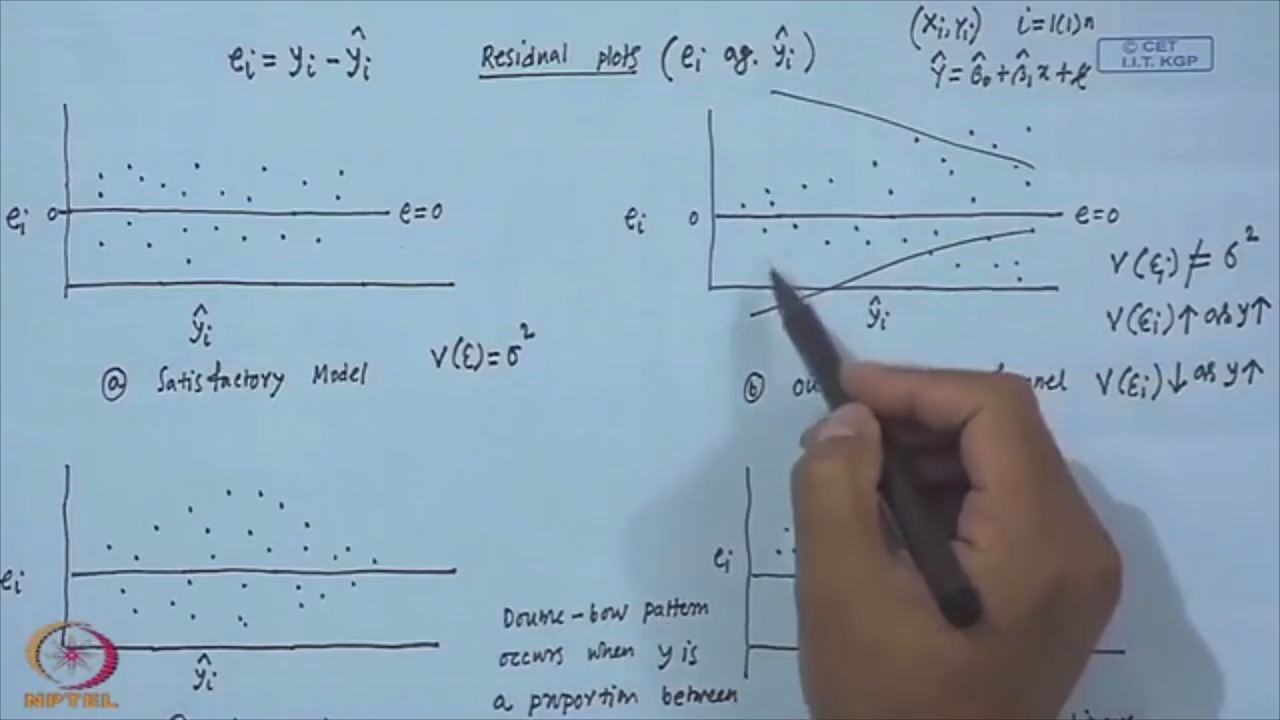 eᵢ = yᵢ - ŷᵢ
Residual plots (eᵢ ag. ŷᵢ)
(xᵢ, yᵢ) i=1(1)n
Ŷ = β̂₀ + β̂₁ x +
© CET
I.I.T. KGP
eᵢ 0 e=0
ŷᵢ
ⓐ Satisfactory Model V(ε) = σ²
eᵢ 0 e=0
ŷᵢ
V(εᵢ) ≠ σ²
V(εᵢ)↑ as y↑
V(εᵢ)↓ as y↑
ⓑ
eᵢ
ŷᵢ
Double-bow pattern
occurs when y is
a proportion between
eᵢ
NPTEL